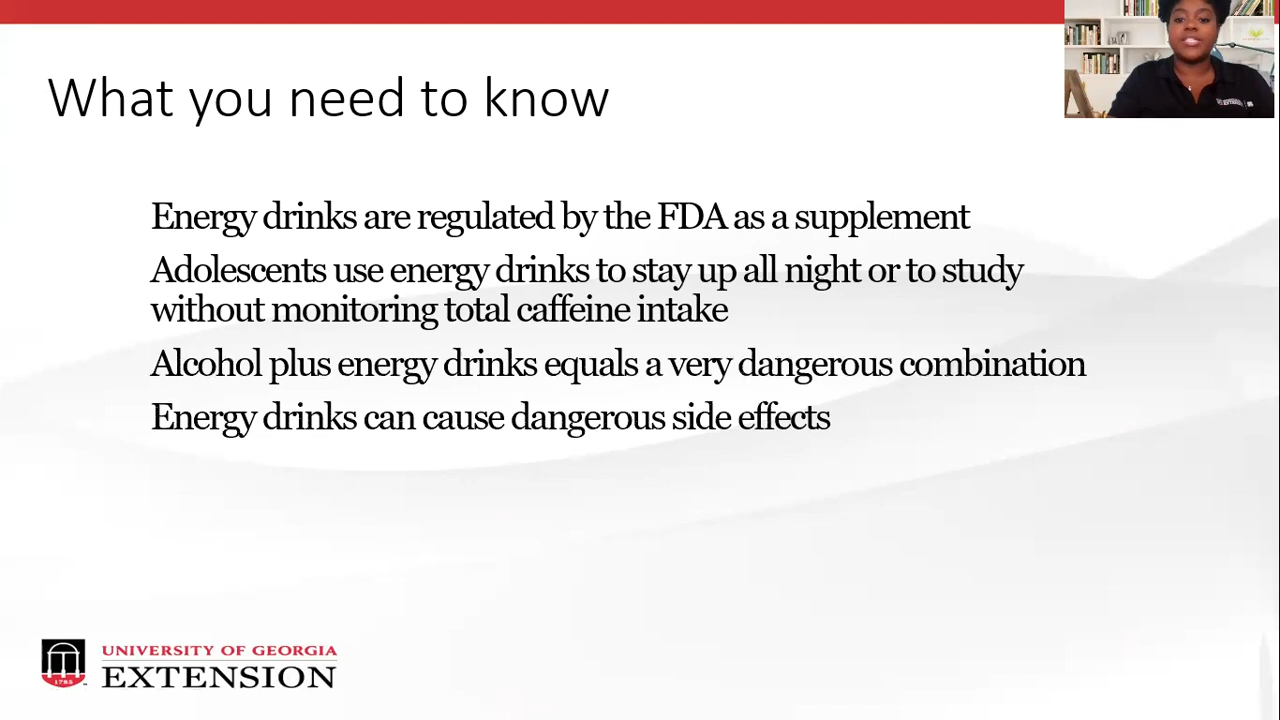 What you need to know
Energy drinks are regulated by the FDA as a supplement
Adolescents use energy drinks to stay up all night or to study
without monitoring total caffeine intake
Alcohol plus energy drinks equals a very dangerous combination
Energy drinks can cause dangerous side effects
1785
UNIVERSITY OF GEORGIA
EXTENSION